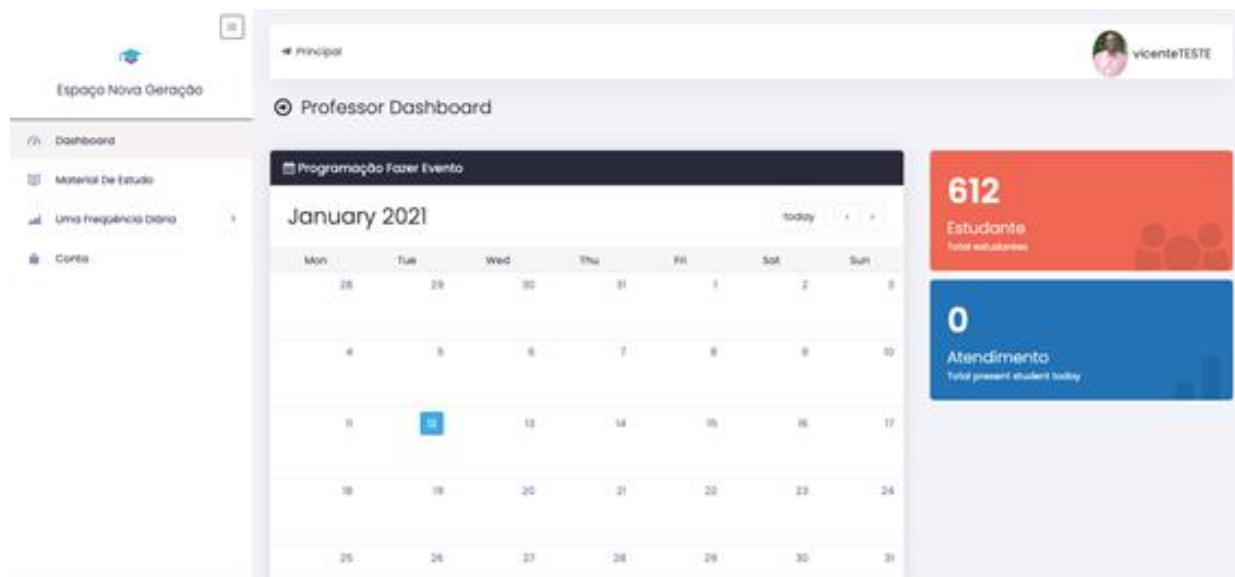 Principal
vicenteTESTE
Espaço Nova Geração
Professor Dashboard
Dashboard
Material De Estudo
Uma Freqüência Diária
Conta
Programação Fazer Evento
January 2021
today
Mon Tue Wed Thu Fri Sat Sun
28 29 30 31 1 2 3
4 5 6 7 8 9 10
11 12 13 14 15 16 17
18 19 20 21 22 23 24
25 26 27 28 29 30 31
612
Estudante
Total estudantes
0
Atendimento
Total present student today